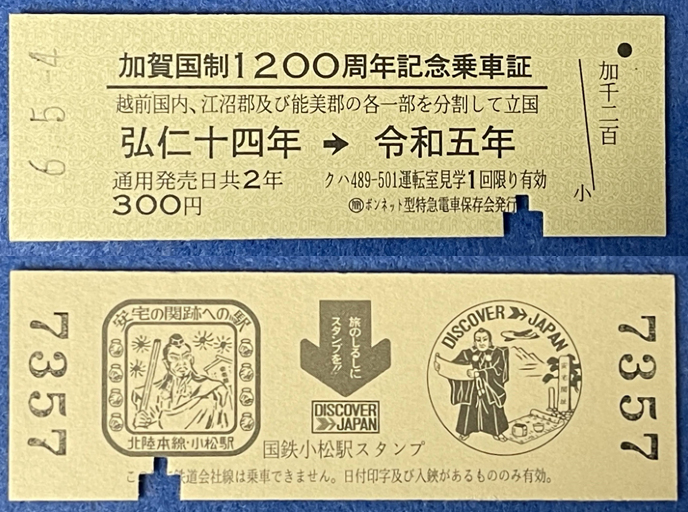 6.5.-4
加賀国制1200周年記念乗車証
越前国内、江沼郡及び能美郡の各一部を分割して立国
弘仁十四年 → 令和五年
通用発売日共2年
クハ489-501運転室見学1回限り有効
300円
簡ボンネット型特急電車保存会発行
加千二百
小
7357
安宅の関跡への駅
北陸本線・小松駅
旅のしるしに
スタンプを!!
DISCOVER
JAPAN
国鉄小松駅スタンプ
DISCOVER JAPAN
安宅関址
7357
鉄道会社線は乗車できません。日付印字及び入鋏があるもののみ有効。